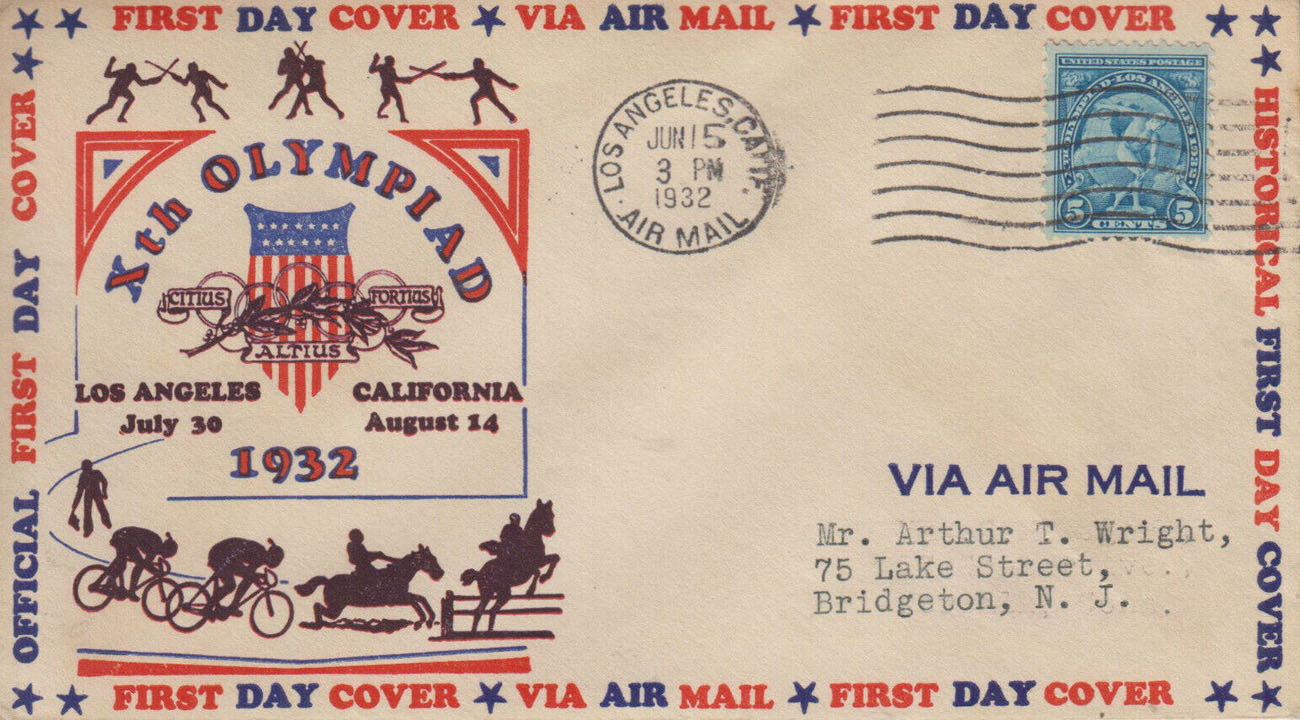 FIRST DAY COVER ★ VIA AIR MAIL ★ FIRST DAY COVER
OFFICIAL FIRST DAY COVER
HISTORICAL FIRST DAY COVER
Xth OLYMPIAD
CITIUS
FORTIUS
ALTIUS
LOS ANGELES CALIFORNIA
July 30 August 14
1932
LOS ANGELES, CALIF.
JUN 15
3 PM
1932
AIR MAIL
UNITED STATES POSTAGE
LOS ANGELES 1932
5 CENTS 5
VIA AIR MAIL
Mr. Arthur T. Wright,
75 Lake Street,
Bridgeton, N. J.
FIRST DAY COVER ★ VIA AIR MAIL ★ FIRST DAY COVER